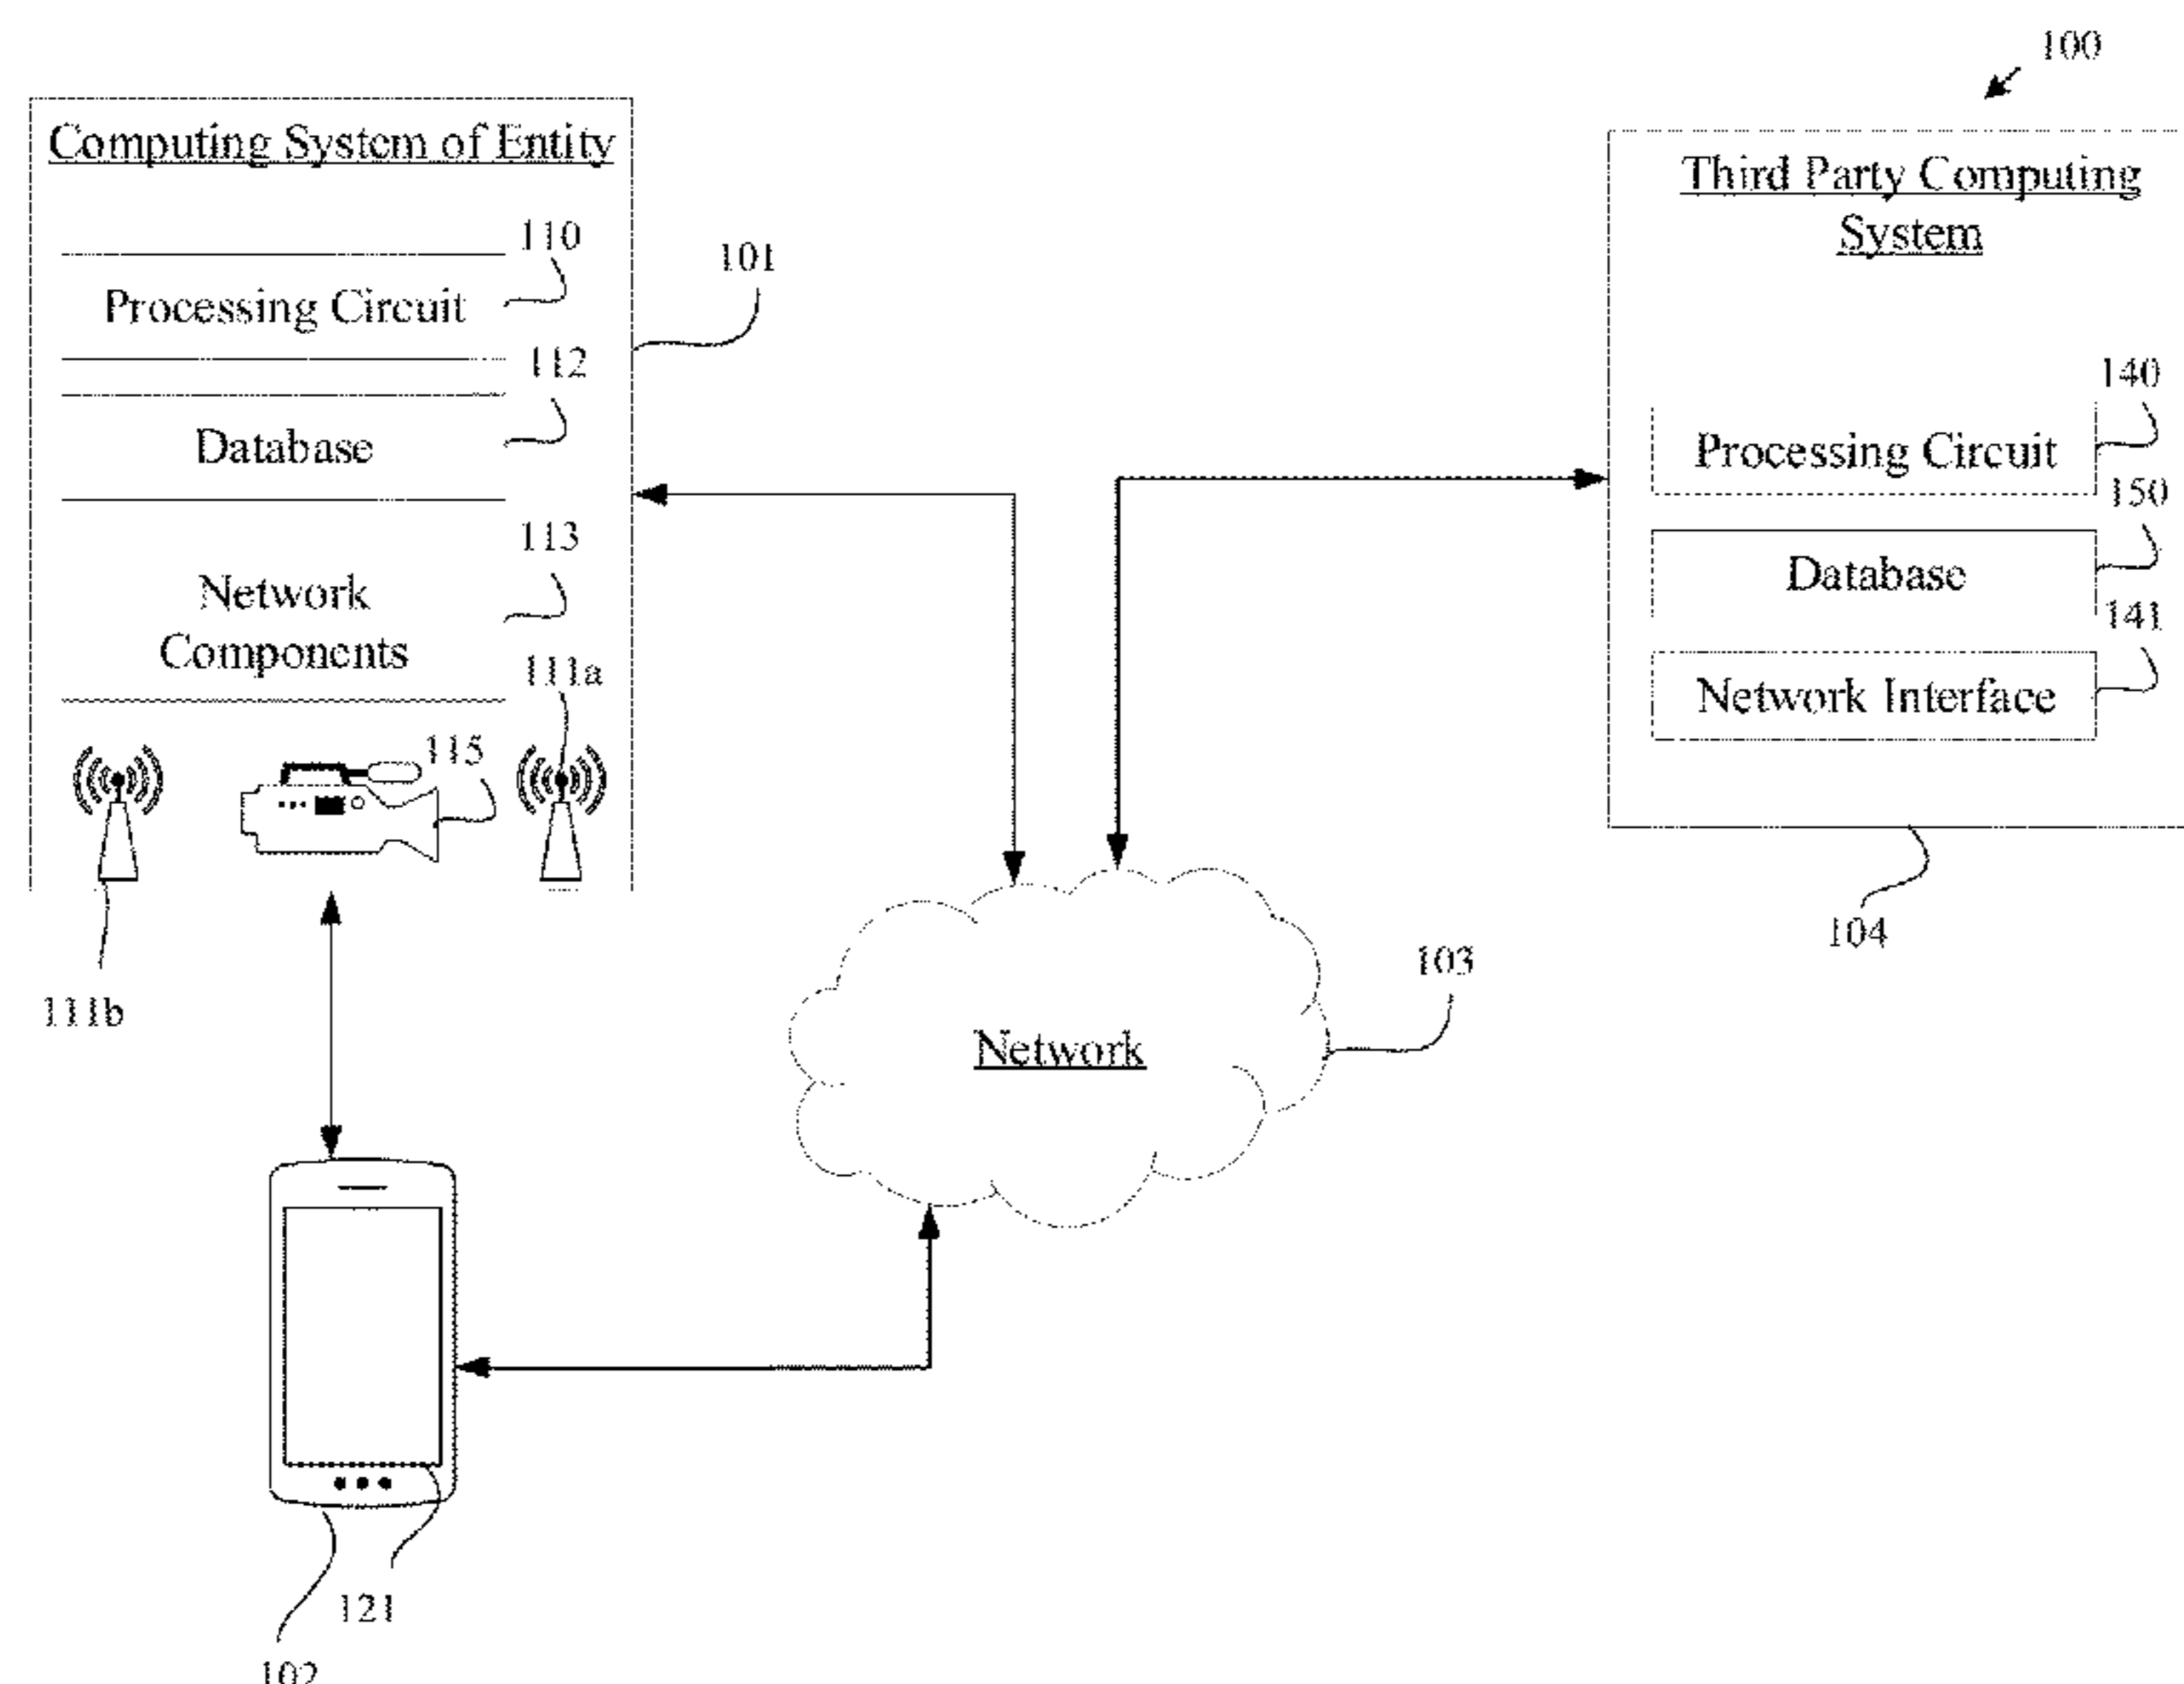 100
Computing System of Entity
110
Processing Circuit
101
112
Database
113
Network
Components
111a
115
111b
Third Party Computing
System
140
Processing Circuit
150
Database
141
Network Interface
104
103
Network
121
102